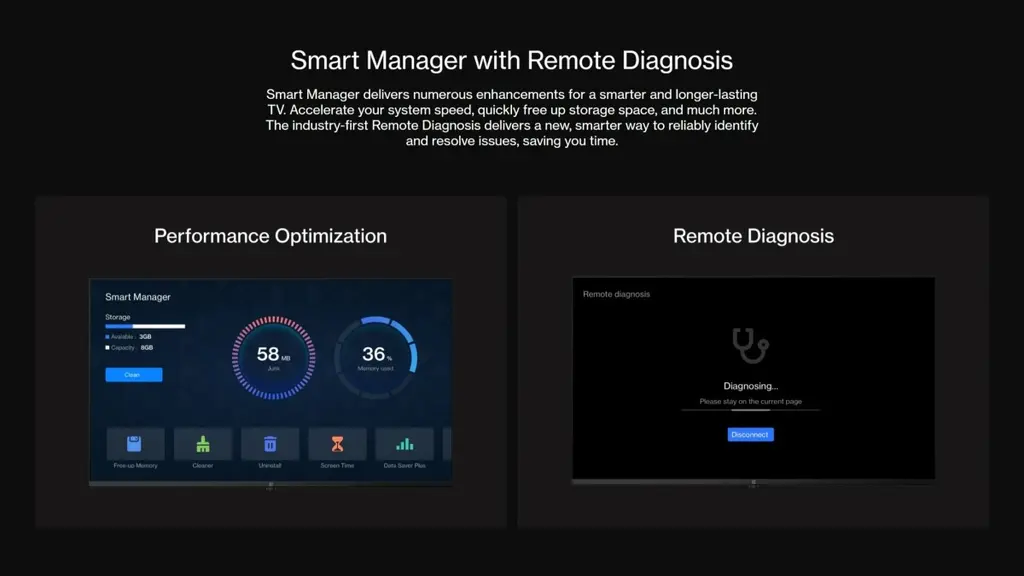 Smart Manager with Remote Diagnosis
Smart Manager delivers numerous enhancements for a smarter and longer-lasting
TV. Accelerate your system speed, quickly free up storage space, and much more.
The industry-first Remote Diagnosis delivers a new, smarter way to reliably identify
and resolve issues, saving you time.
Performance Optimization
Smart Manager
Storage
Available : 3GB
Capacity : 8GB
Clean
58 MB
Junk
36 %
Memory used
Free-up Memory
Cleaner
Uninstall
Screen Time
Data Saver Plus
Remote Diagnosis
Remote diagnosis
Diagnosing...
Please stay on the current page
Disconnect